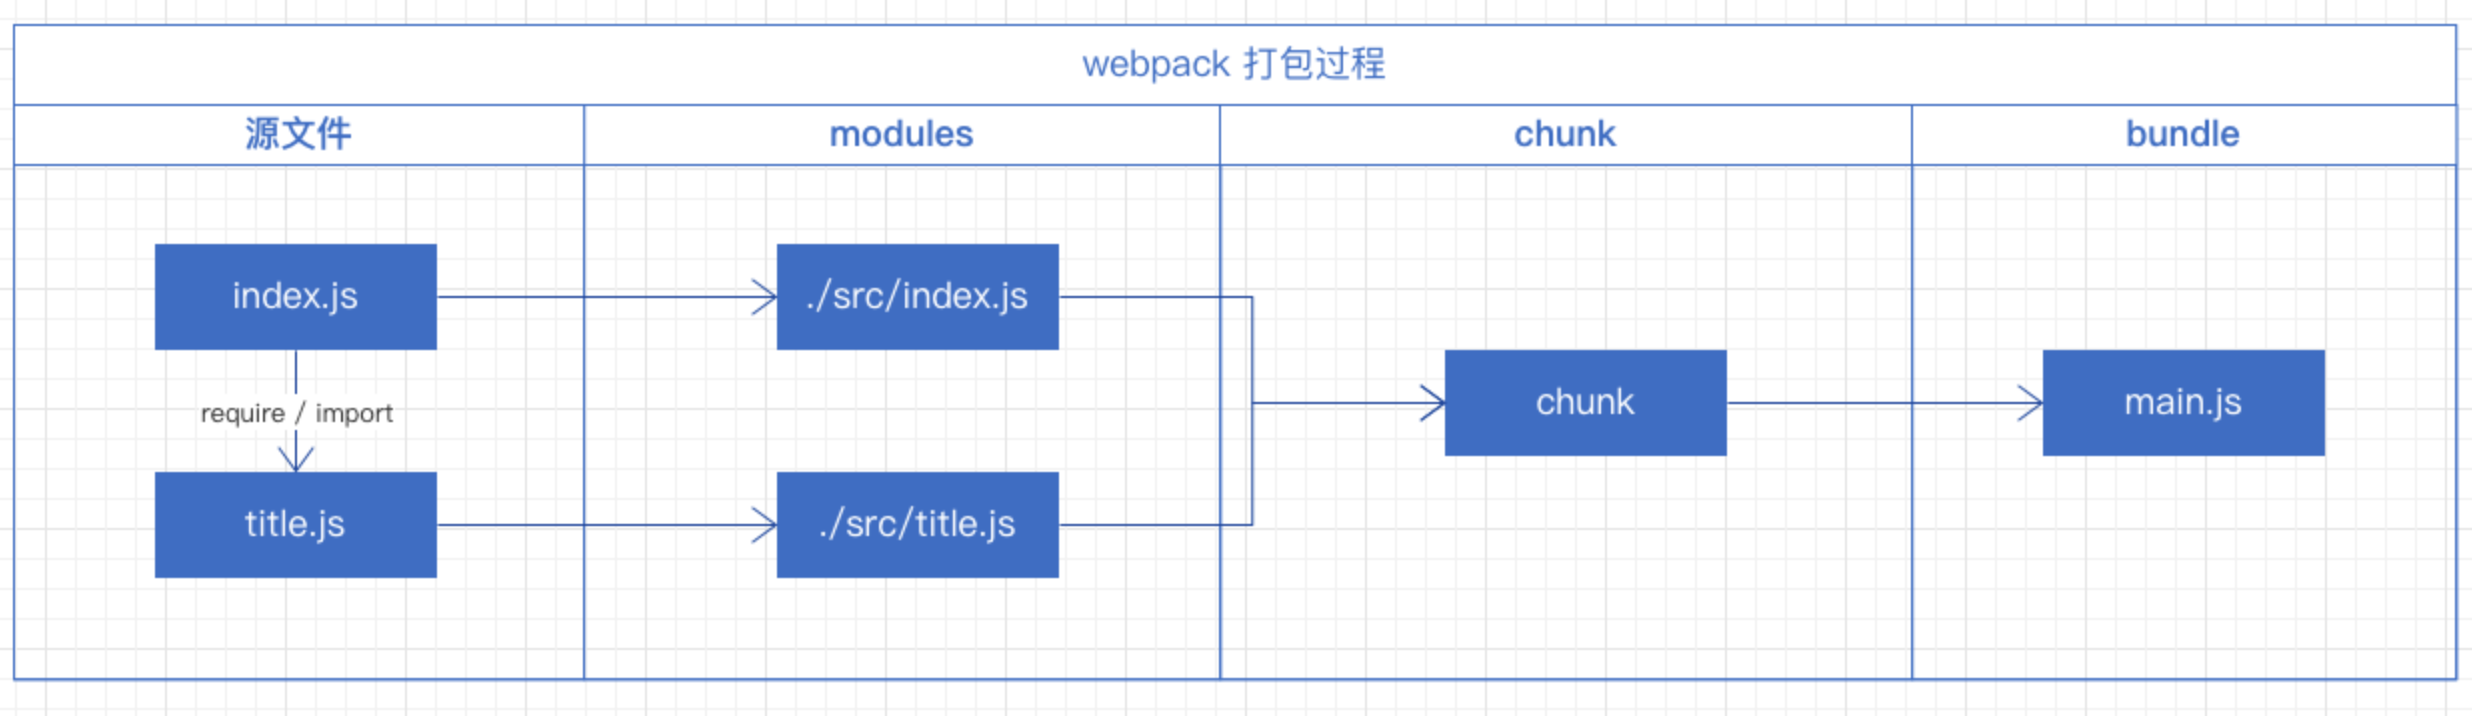 webpack 打包过程
源文件
modules
chunk
bundle
index.js
./src/index.js
require / import
chunk
main.js
title.js
./src/title.js